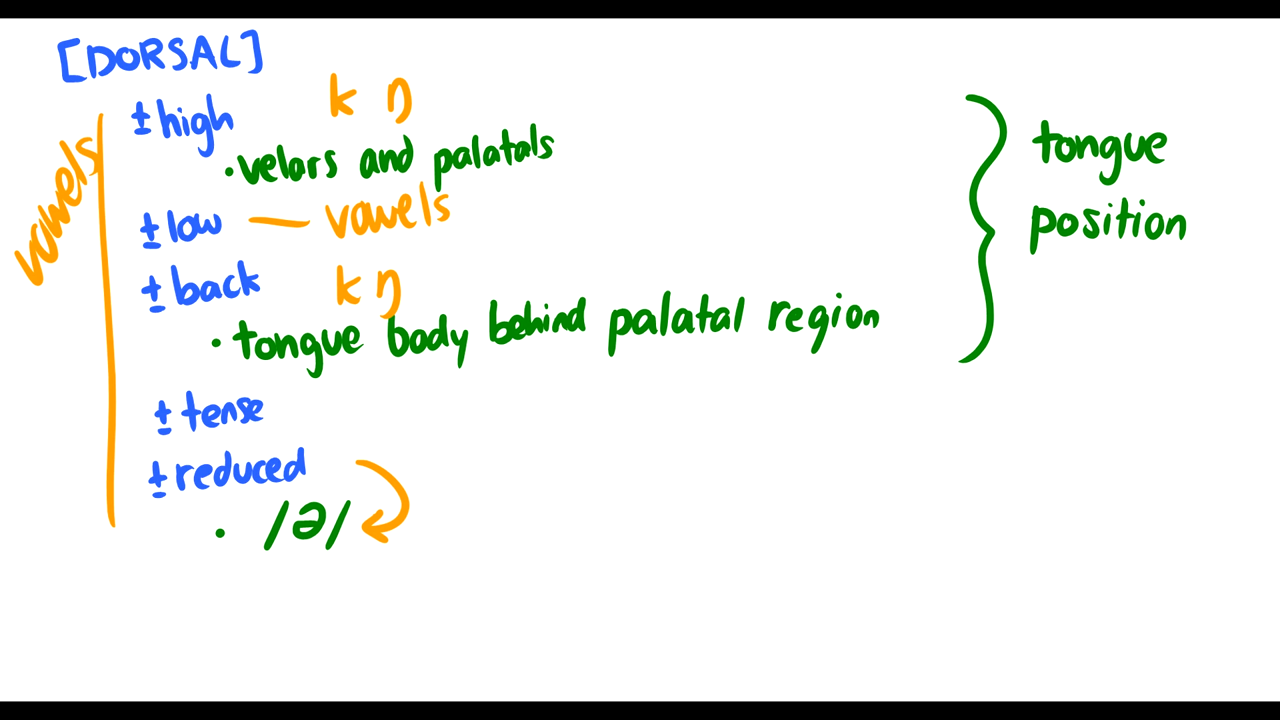 [DORSAL]
±high k ŋ
• velars and palatals
±low — vowels
±back k ŋ
• tongue body behind palatal region
±tense
±reduced
• /ə/
vowels
tongue
position